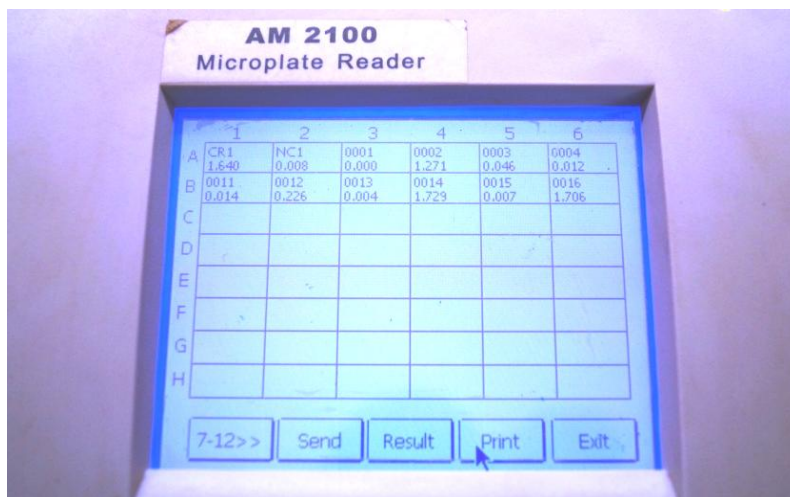 AM 2100
Microplate Reader
1 2 3 4 5 6
A CR1 NC1 0001 0002 0003 0004
1.640 0.008 0.000 1.271 0.046 0.012
B 0011 0012 0013 0014 0015 0016
0.014 0.226 0.004 1.729 0.007 1.706
C
D
E
F
G
H
7-12>> Send Result Print Exit